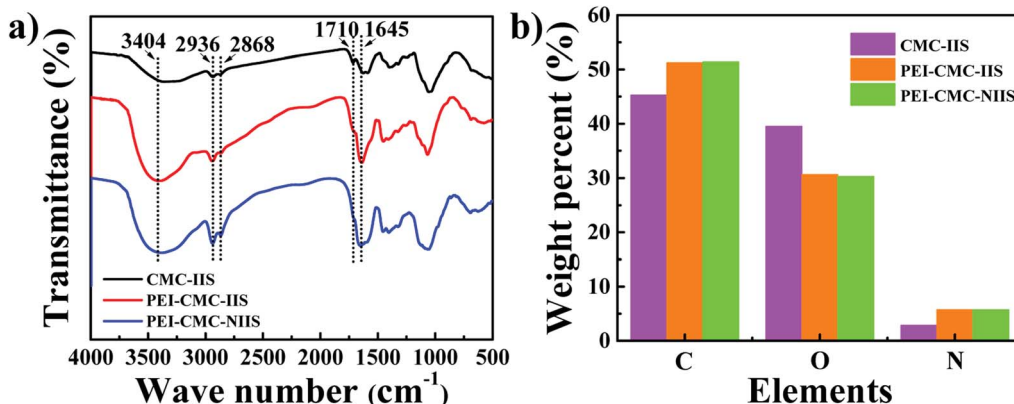 a)
3404
2936
2868
1710
1645
Transmittance (%)
CMC-IIS
PEI-CMC-IIS
PEI-CMC-NIIS
4000 3500 3000 2500 2000 1500 1000 500
Wave number (cm⁻¹)
b)
Weight percent (%)
60
50
40
30
20
10
0
CMC-IIS
PEI-CMC-IIS
PEI-CMC-NIIS
C O N
Elements